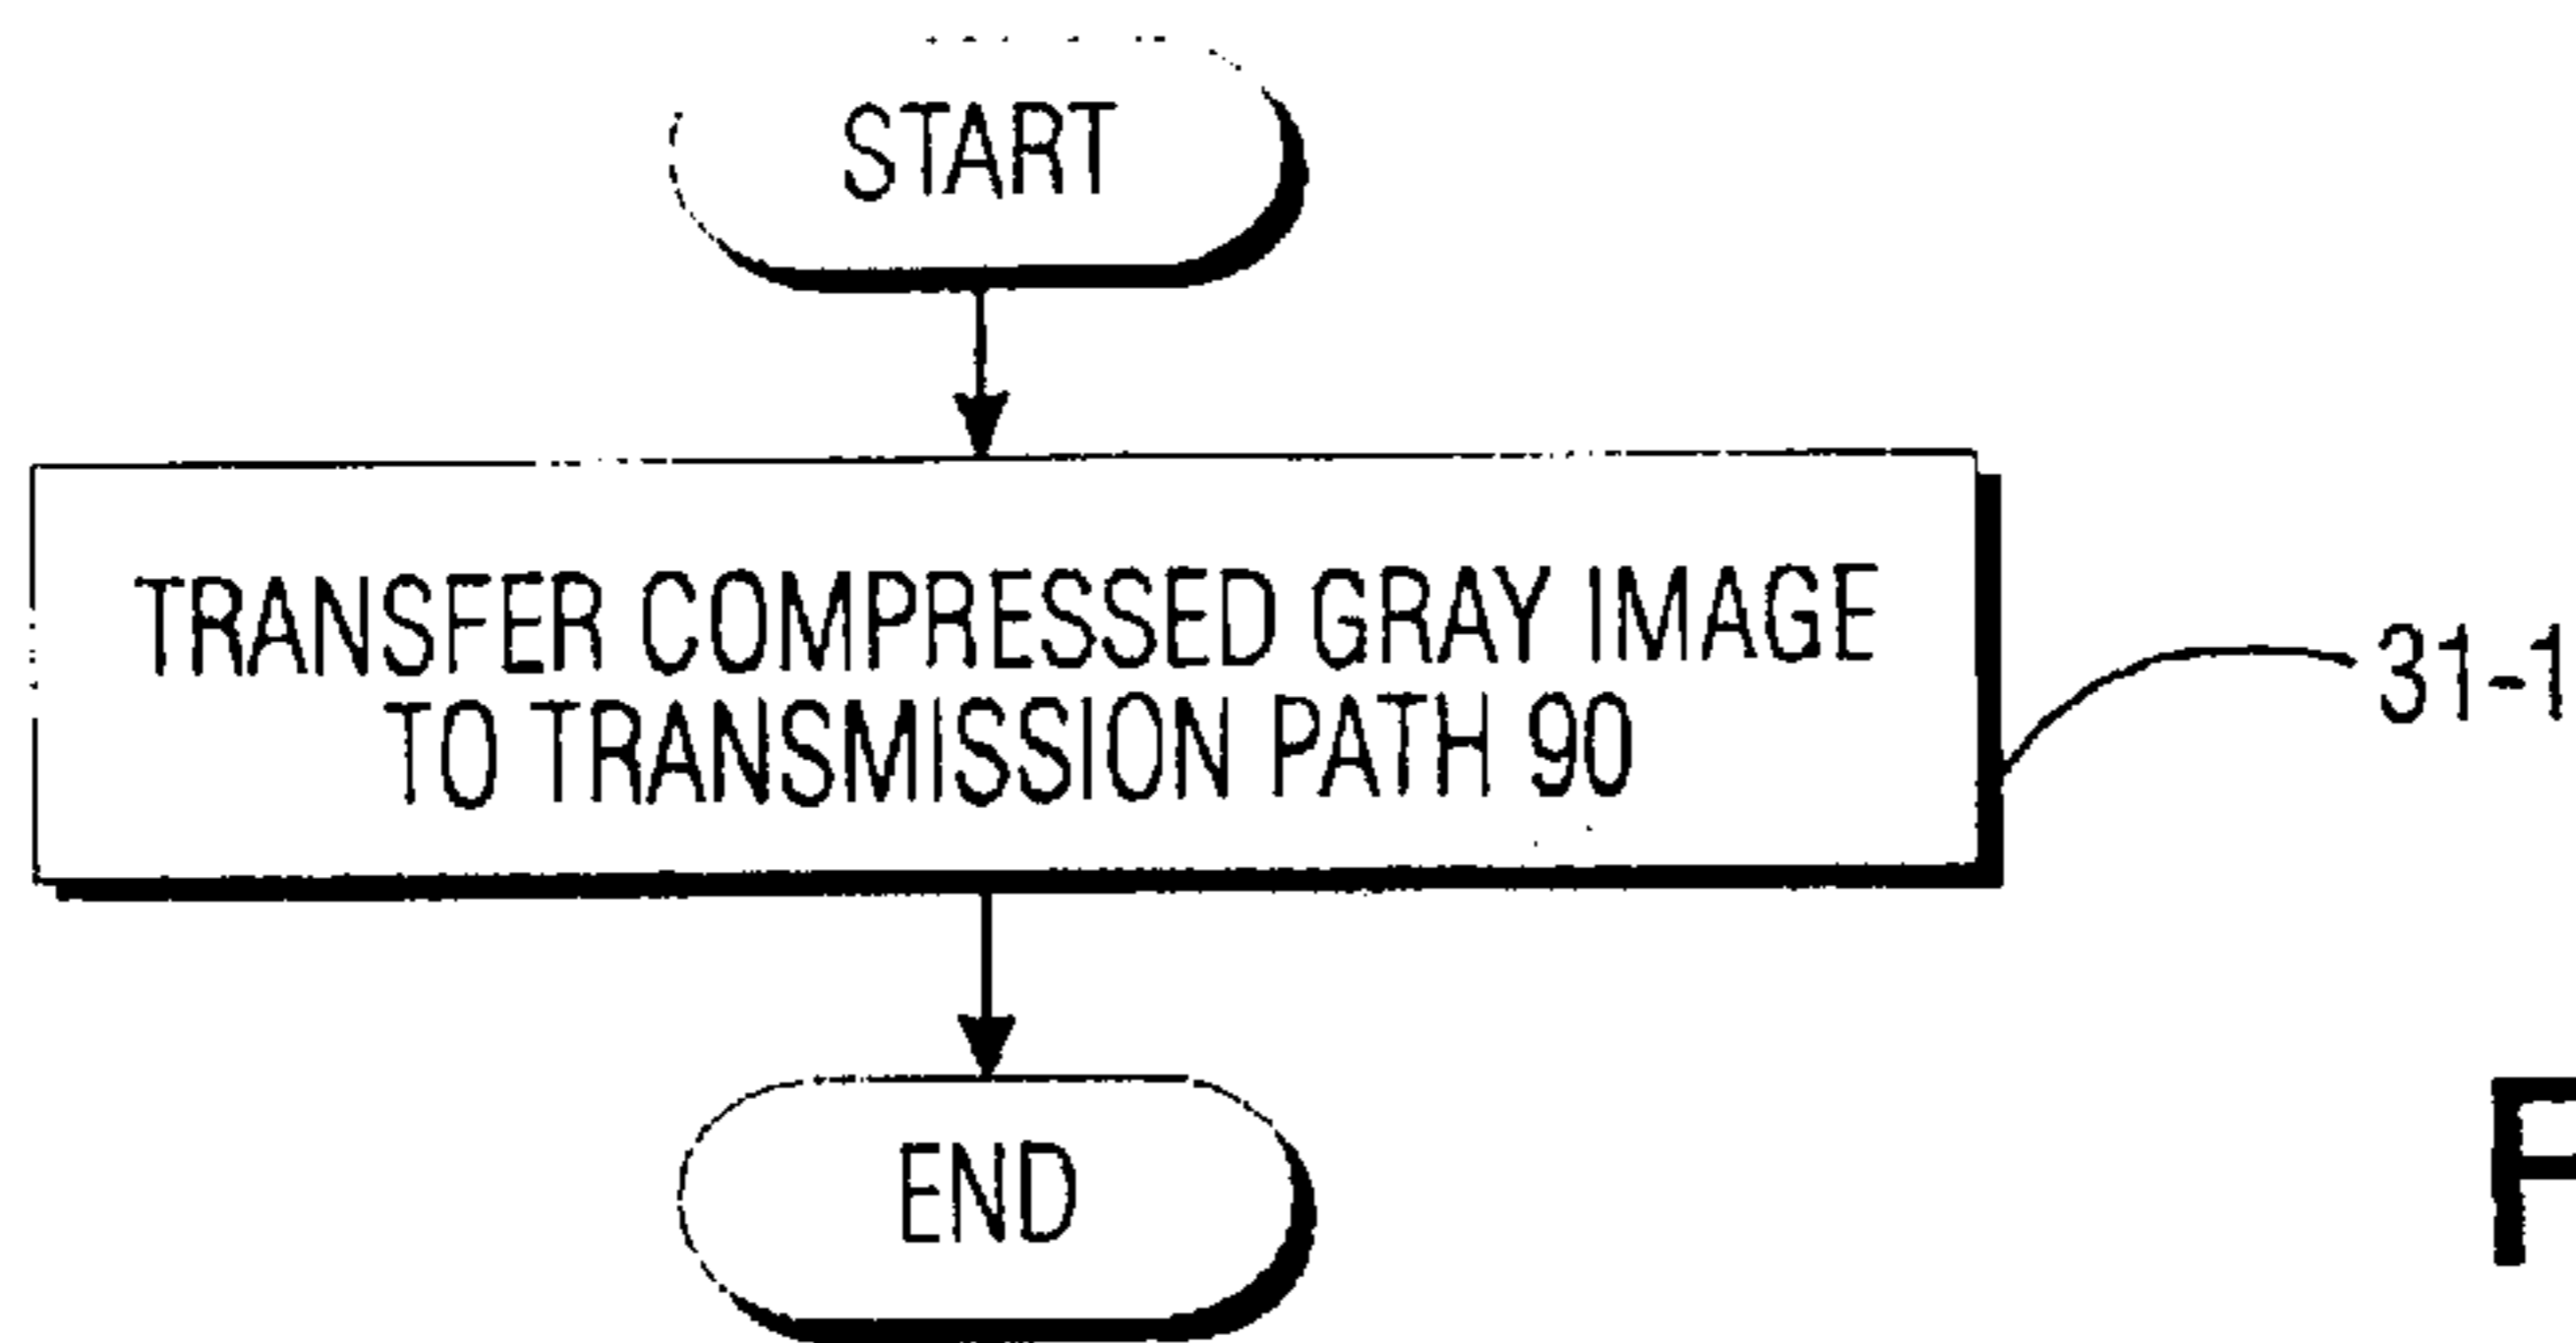 START
TRANSFER COMPRESSED GRAY IMAGE
TO TRANSMISSION PATH 90
31-1
END
F